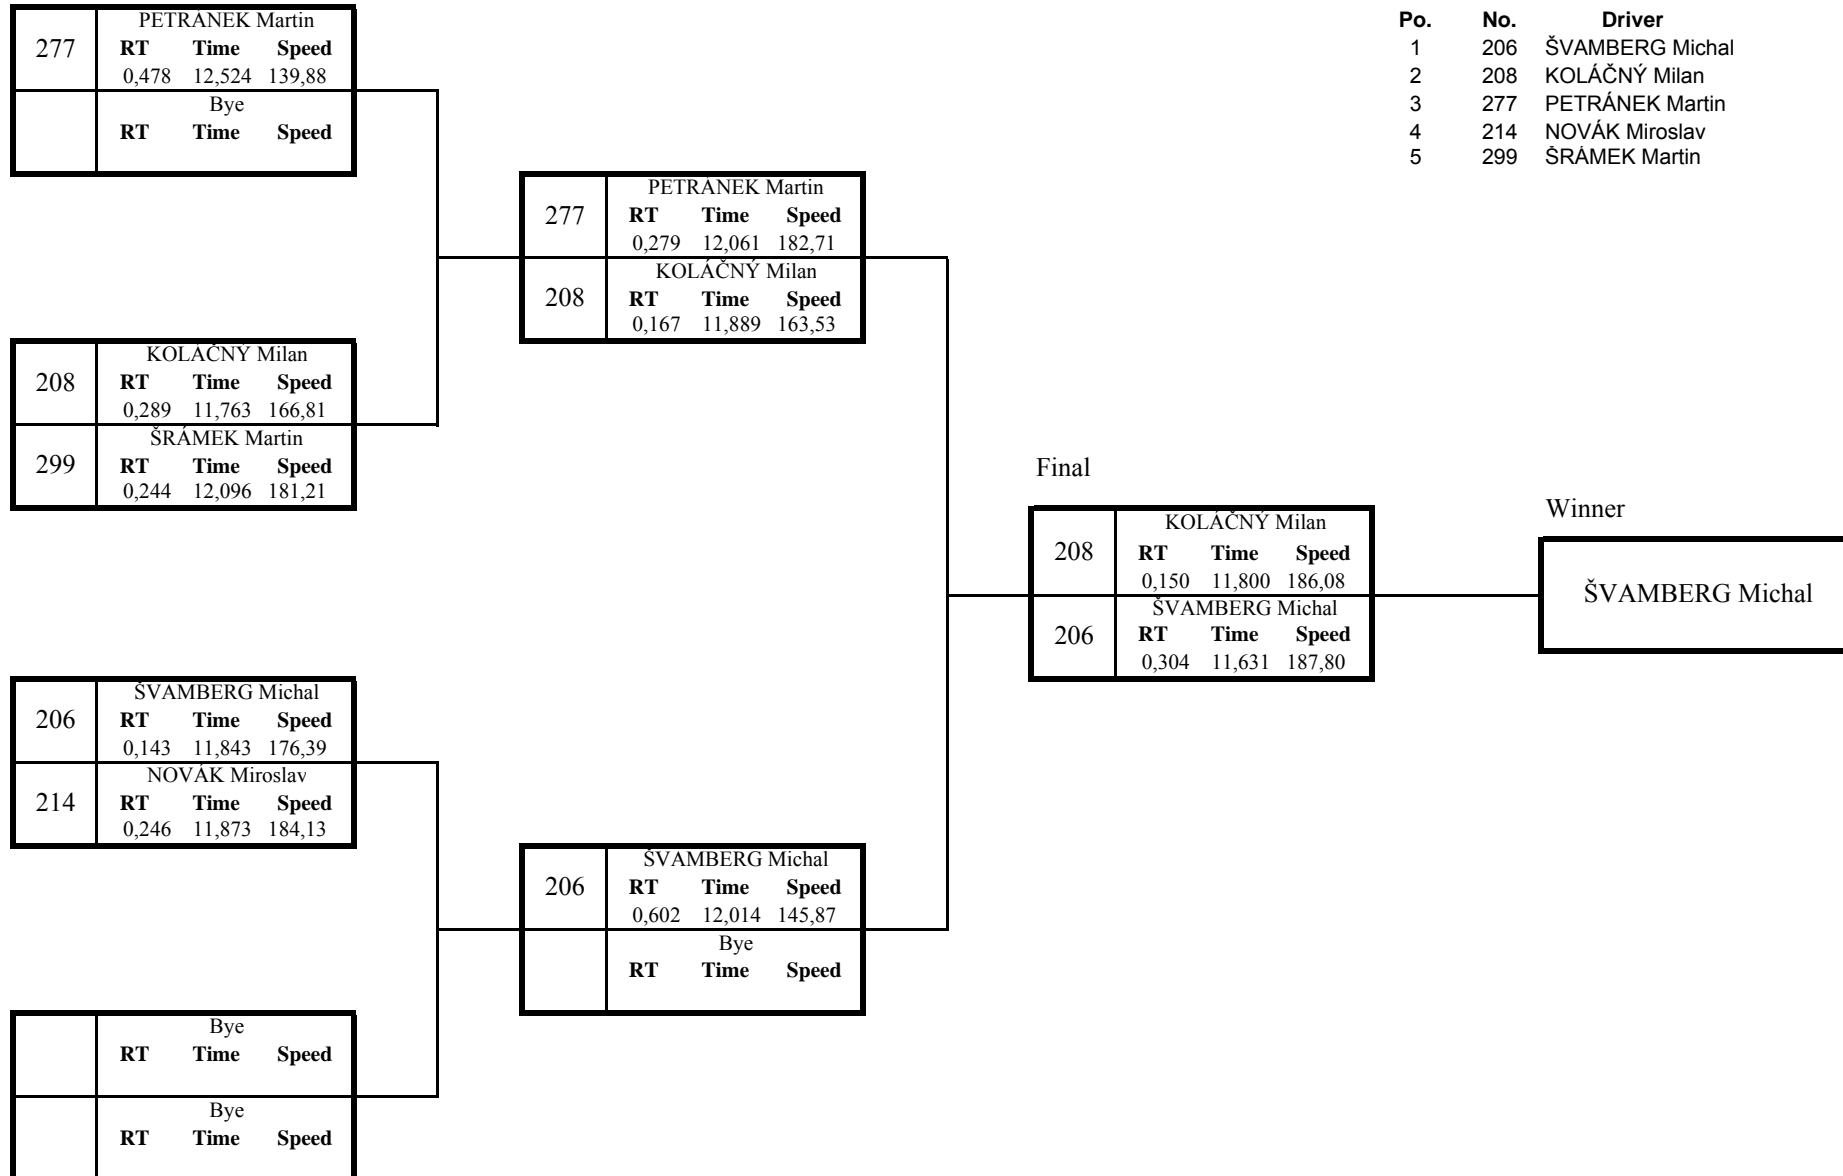 PETRÁNEK Martin
277 RT Time Speed
0,478 12,524 139,88
Bye
RT Time Speed
KOLÁČNÝ Milan
208 RT Time Speed
0,289 11,763 166,81
ŠRÁMEK Martin
299 RT Time Speed
0,244 12,096 181,21
ŠVAMBERG Michal
206 RT Time Speed
0,143 11,843 176,39
NOVÁK Miroslav
214 RT Time Speed
0,246 11,873 184,13
Bye
RT Time Speed
Bye
RT Time Speed
PETRÁNEK Martin
277 RT Time Speed
0,279 12,061 182,71
KOLÁČNÝ Milan
208 RT Time Speed
0,167 11,889 163,53
ŠVAMBERG Michal
206 RT Time Speed
0,602 12,014 145,87
Bye
RT Time Speed
Final
KOLÁČNÝ Milan
208 RT Time Speed
0,150 11,800 186,08
ŠVAMBERG Michal
206 RT Time Speed
0,304 11,631 187,80
Winner
ŠVAMBERG Michal
Po. No. Driver
1 206 ŠVAMBERG Michal
2 208 KOLÁČNÝ Milan
3 277 PETRÁNEK Martin
4 214 NOVÁK Miroslav
5 299 ŠRÁMEK Martin